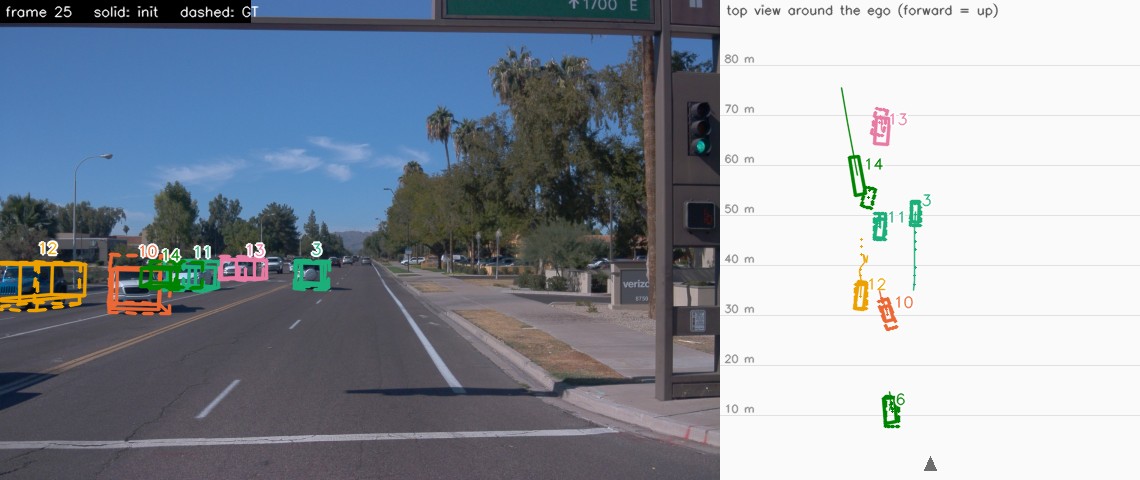 frame 25 solid: init dashed: GT
1700 E
verizo
12
10
14
11
13
3
top view around the ego (forward = up)
80 m
70 m
13
60 m
14
50 m
3
11
40 m
12
30 m
10
20 m
6
10 m